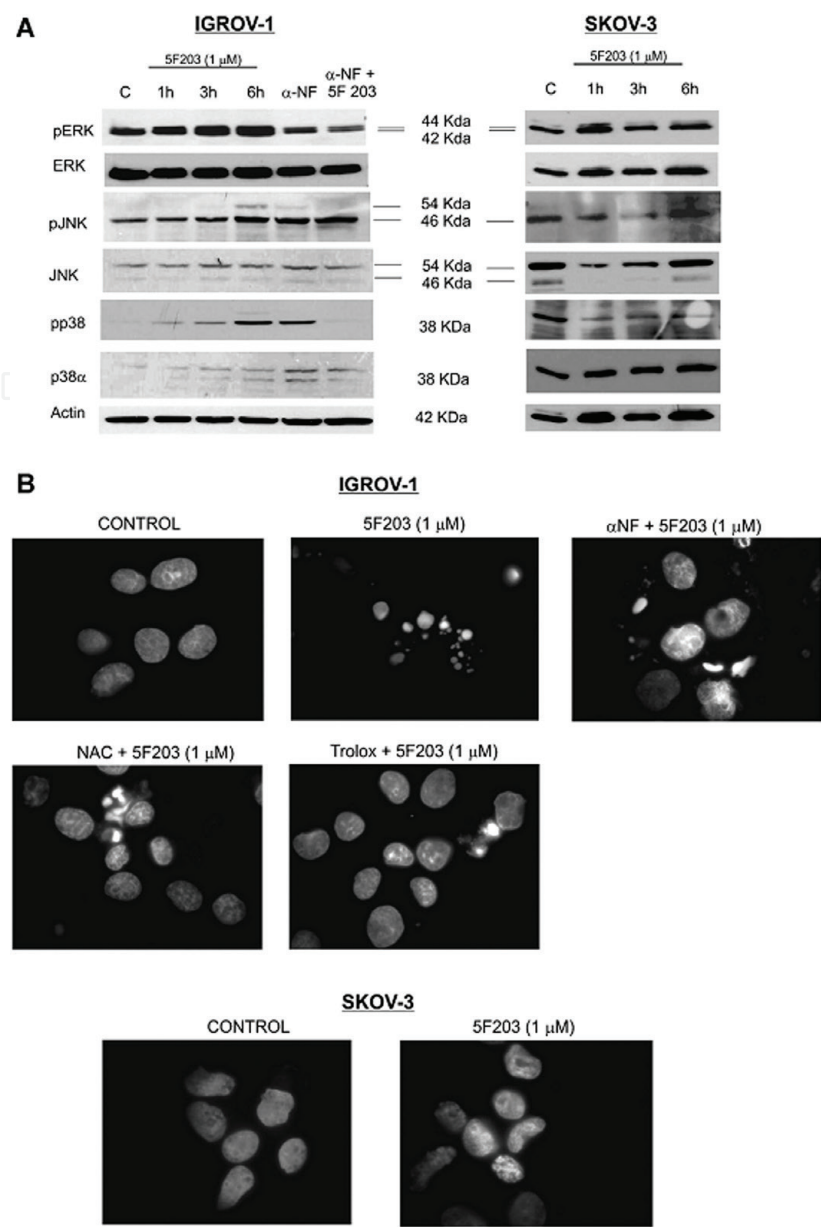 A
IGROV-1
SKOV-3
5F203 (1 μM)
5F203 (1 μM)
C 1h 3h 6h α-NF α-NF + 5F 203
C 1h 3h 6h
pERK
44 Kda
42 Kda
ERK
pJNK
54 Kda
46 Kda
JNK
54 Kda
46 Kda
pp38
38 KDa
p38α
38 KDa
Actin
42 KDa
B
IGROV-1
CONTROL
5F203 (1 μM)
αNF + 5F203 (1 μM)
NAC + 5F203 (1 μM)
Trolox + 5F203 (1 μM)
SKOV-3
CONTROL
5F203 (1 μM)